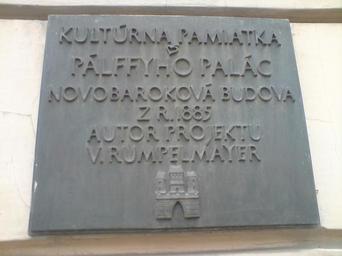 KULTÚRNA PAMIATKA
PÁLFFYHO PALÁC
NOVOBAROKOVÁ BUDOVA
Z R. 1885
AUTOR PROJEKTU
V. RUMPELMAYER